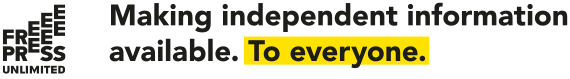 FREE
PRESS
UNLIMITED
Making independent information
available. To everyone.